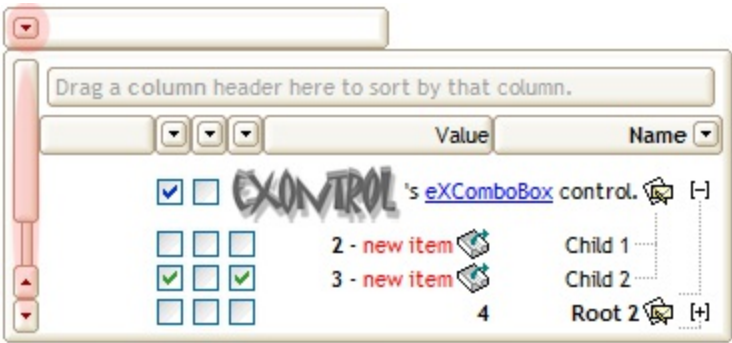 Drag a column header here to sort by that column.
Value Name
EXONTROL 's eXComboBox control.
2 - new item Child 1
3 - new item Child 2
4 Root 2